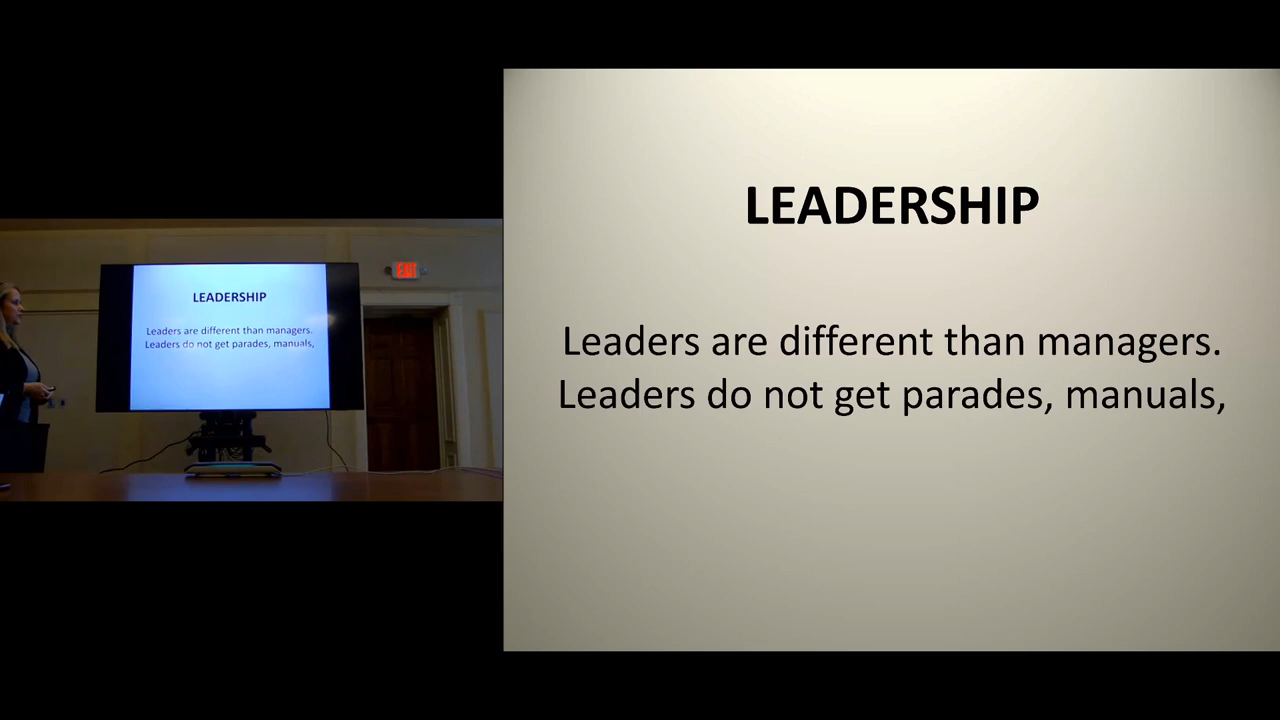 LEADERSHIP
Leaders are different than managers.
Leaders do not get parades, manuals,
EXIT
LEADERSHIP
Leaders are different than managers.
Leaders do not get parades, manuals,